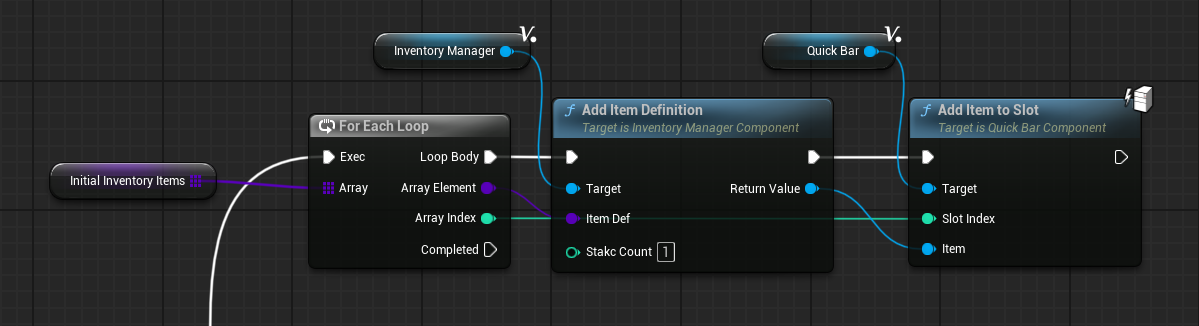 V.
V.
Inventory Manager
Quick Bar
f Add Item Definition
Target is Inventory Manager Component
f Add Item to Slot
Target is Quick Bar Component
For Each Loop
Exec
Loop Body
Initial Inventory Items
Array
Array Element
Target
Return Value
Target
Array Index
Item Def
Slot Index
Completed
Stakc Count 1
Item